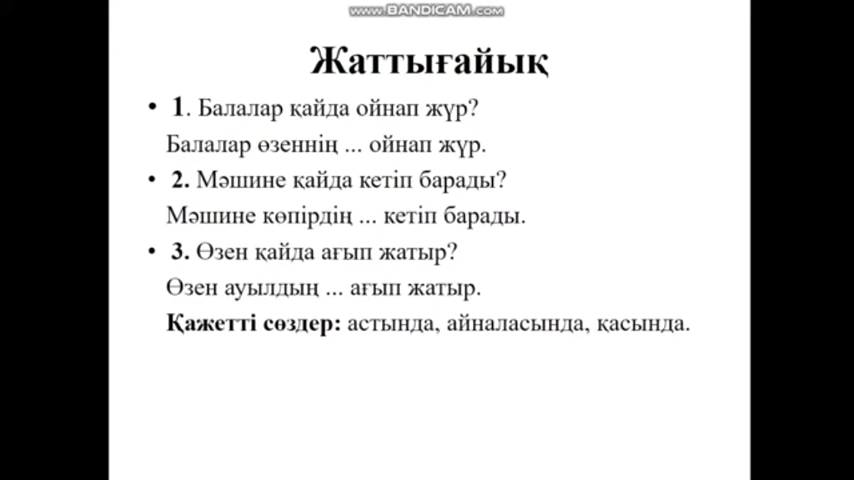 www.BANDICAM.com
Жаттығайық
• 1. Балалар қайда ойнап жүр?
Балалар өзеннің ... ойнап жүр.
• 2. Мәшине қайда кетіп барады?
Мәшине көпірдің ... кетіп барады.
• 3. Өзен қайда ағып жатыр?
Өзен ауылдың ... ағып жатыр.
Қажетті сөздер: астында, айналасында, қасында.